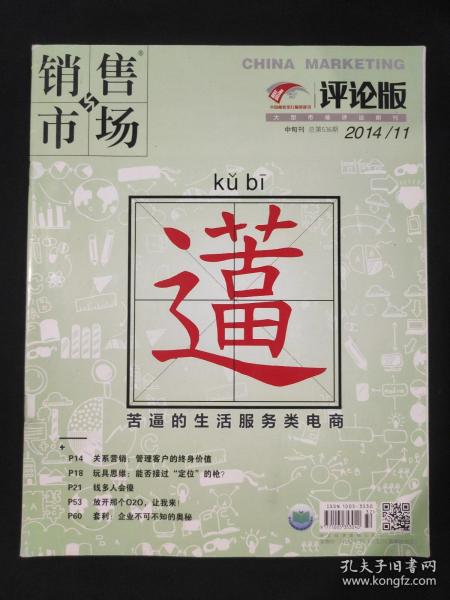 销售与市场®
CHINA MARKETING
评论版
大型市场评论期刊
中旬刊 总第536期 2014/11
kǔ bī
苦逼的生活服务类电商
P14 关系营销：管理客户的终身价值
P18 玩具思维：能否接过“定位”的枪？
P21 钱多人会傻
P53 放开那个O2O，让我来！
P60 套利：企业不可不知的奥秘
ISSN 1005-3530
孔夫子旧书网